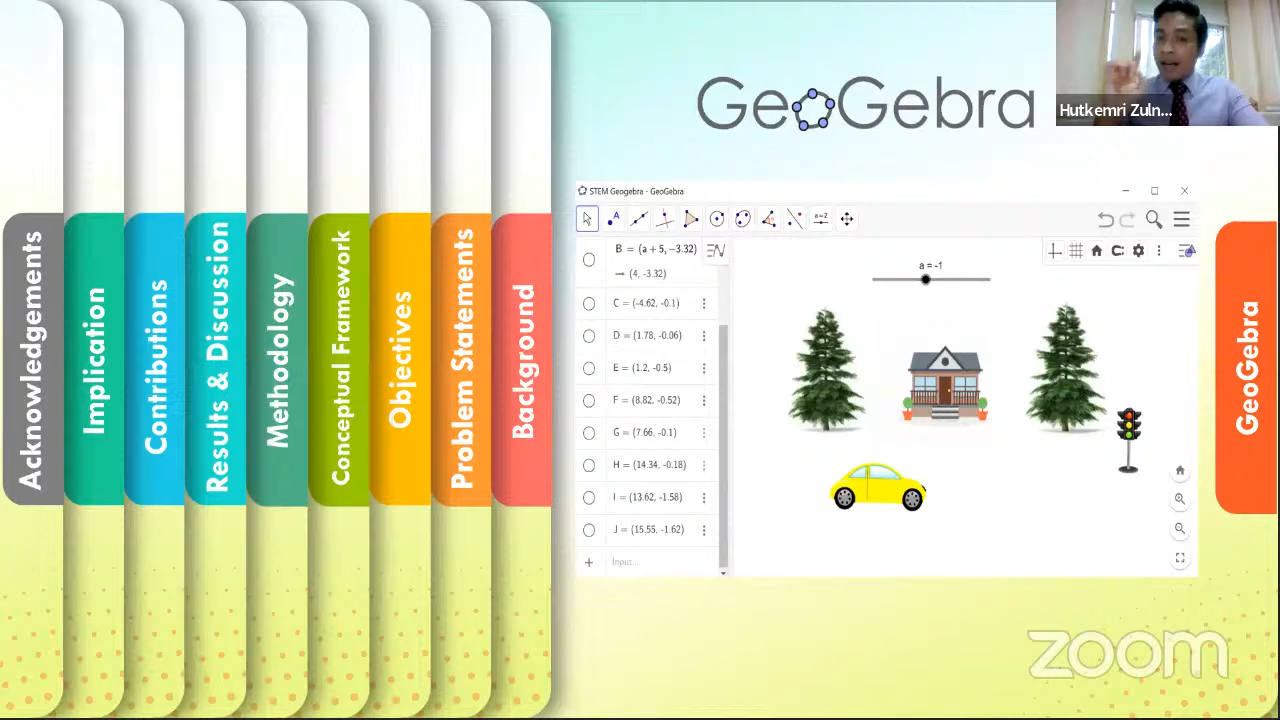 Acknowledgements
Implication
Contributions
Results & Discussion
Methodology
Conceptual Framework
Objectives
Problem Statements
Background
GeoGebra
Hutkemri Zuln...
STEM Geogebra - GeoGebra
A
a=2
B = (a + 5, -3.32)
→ (4, -3.32)
C = (-4.62, -0.1)
D = (1.78, -0.06)
E = (1.2, -0.5)
F = (8.82, -0.52)
G = (7.66, -0.1)
H = (14.34, -0.18)
I = (13.62, -1.58)
J = (15.55, -1.62)
Input...
a = -1
GeoGebra
zoom